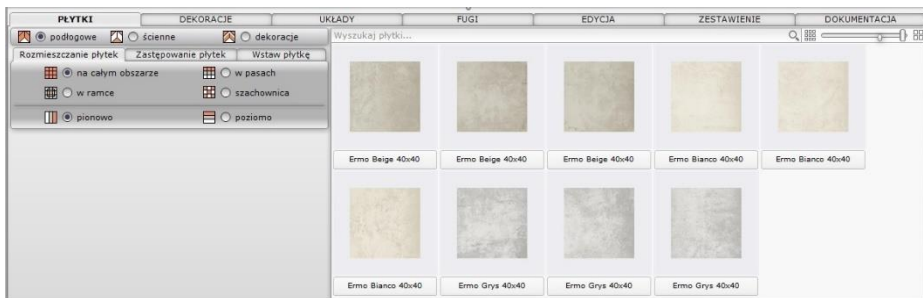 PŁYTKI DEKORACJE UKŁADY FUGI EDYCJA ZESTAWIENIE DOKUMENTACJA
podłogowe ścienne dekoracje Wyszukaj płytki...
Rozmieszczanie płytek Zastępowanie płytek Wstaw płytkę
na całym obszarze w pasach
w ramce szachownica
pionowo poziomo
Ermo Beige 40x40 Ermo Beige 40x40 Ermo Beige 40x40 Ermo Bianco 40x40 Ermo Bianco 40x40
Ermo Bianco 40x40 Ermo Grys 40x40 Ermo Grys 40x40 Ermo Grys 40x40